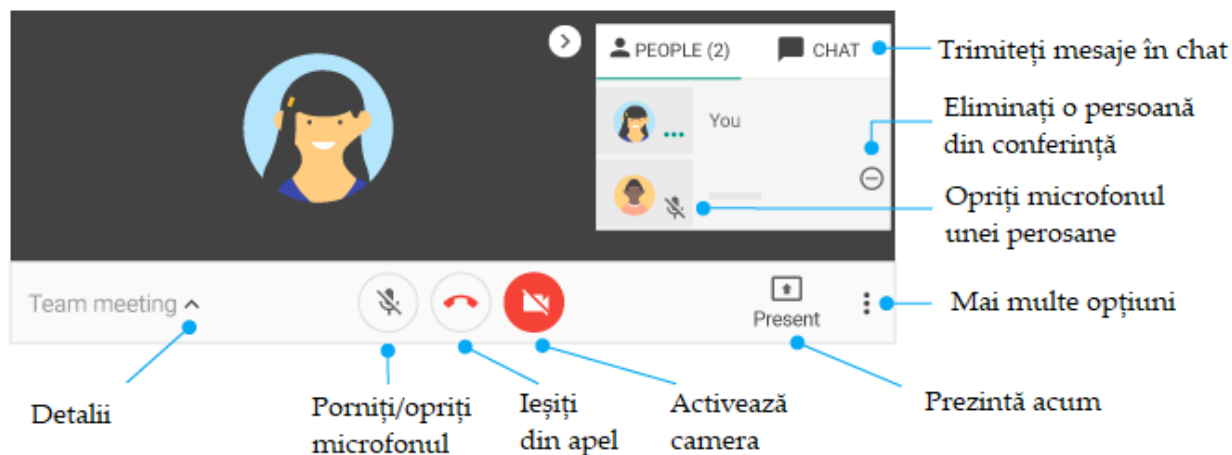 PEOPLE (2)
CHAT
Trimiteți mesaje în chat
You
Eliminați o persoană
din conferință
Opriți microfonul
unei perosane
Team meeting
Present
Mai multe opțiuni
Detalii
Porniți/opriți
microfonul
Ieșiți
din apel
Activează
camera
Prezintă acum